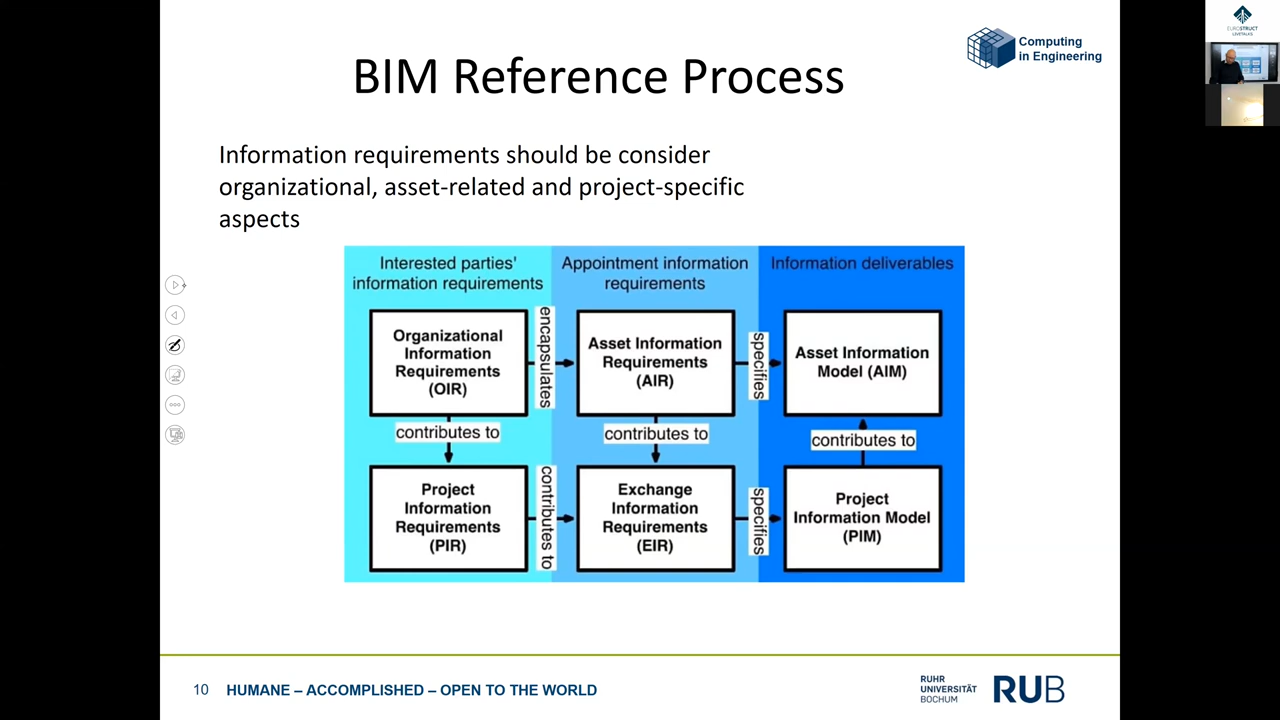 BIM Reference Process
Computing
in Engineering
EUROSTRUCT
Information requirements should be consider
organizational, asset-related and project-specific
aspects
Interested parties'
information requirements
Appointment information
requirements
Information deliverables
Organizational
Information
Requirements
(OIR)
encapsulates
Asset Information
Requirements
(AIR)
specifies
Asset Information
Model (AIM)
contributes to
contributes to
contributes to
Project
Information
Requirements
(PIR)
contributes to
Exchange
Information
Requirements
(EIR)
specifies
Project
Information Model
(PIM)
10
HUMANE – ACCOMPLISHED – OPEN TO THE WORLD
RUHR
UNIVERSITÄT
BOCHUM
RUB